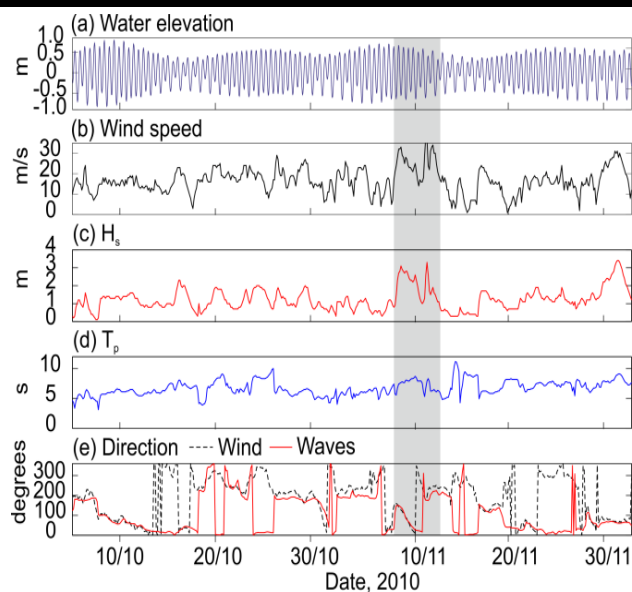 (a) Water elevation
1.0
0.5
0
-0.5
-1.0
m
(b) Wind speed
30
20
10
0
m/s
(c) Hs
4
3
2
1
0
m
(d) Tp
10
5
0
s
(e) Direction Wind Waves
300
200
100
0
degrees
10/10 20/10 30/10 10/11 20/11 30/11
Date, 2010